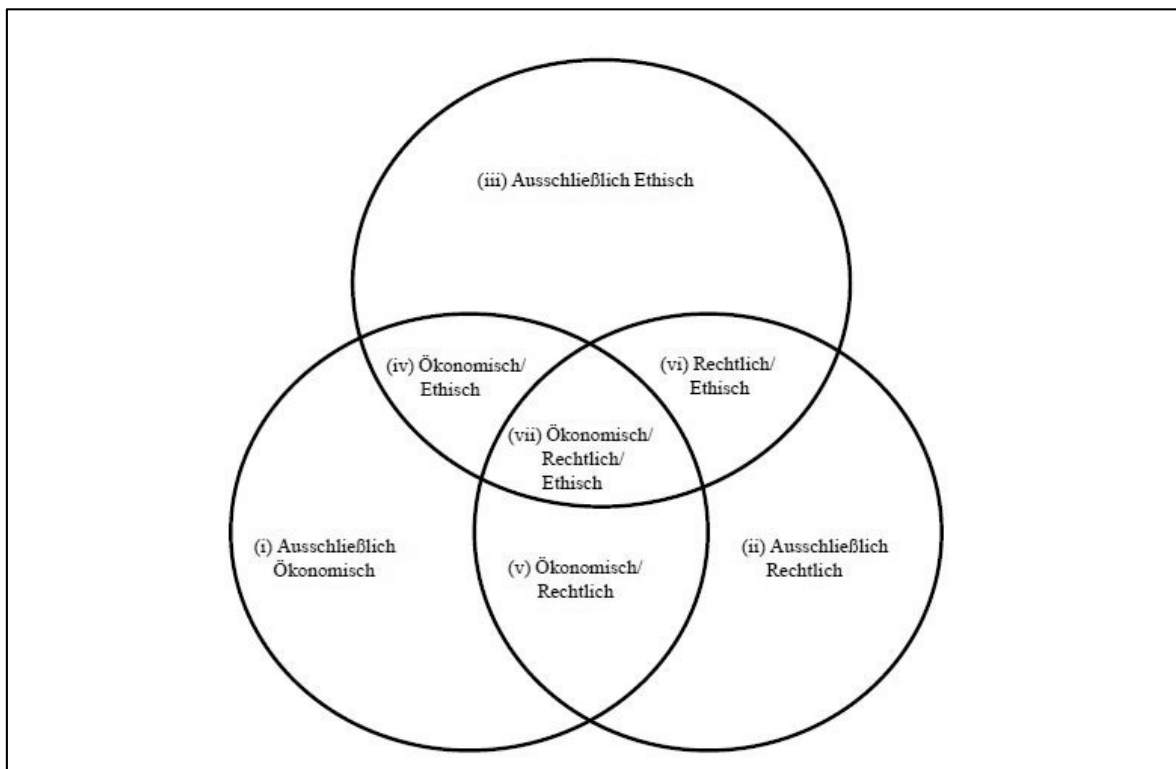 (iii) Ausschließlich Ethisch
(iv) Ökonomisch/
Ethisch
(vi) Rechtlich/
Ethisch
(vii) Ökonomisch/
Rechtlich/
Ethisch
(i) Ausschließlich
Ökonomisch
(v) Ökonomisch/
Rechtlich
(ii) Ausschließlich
Rechtlich